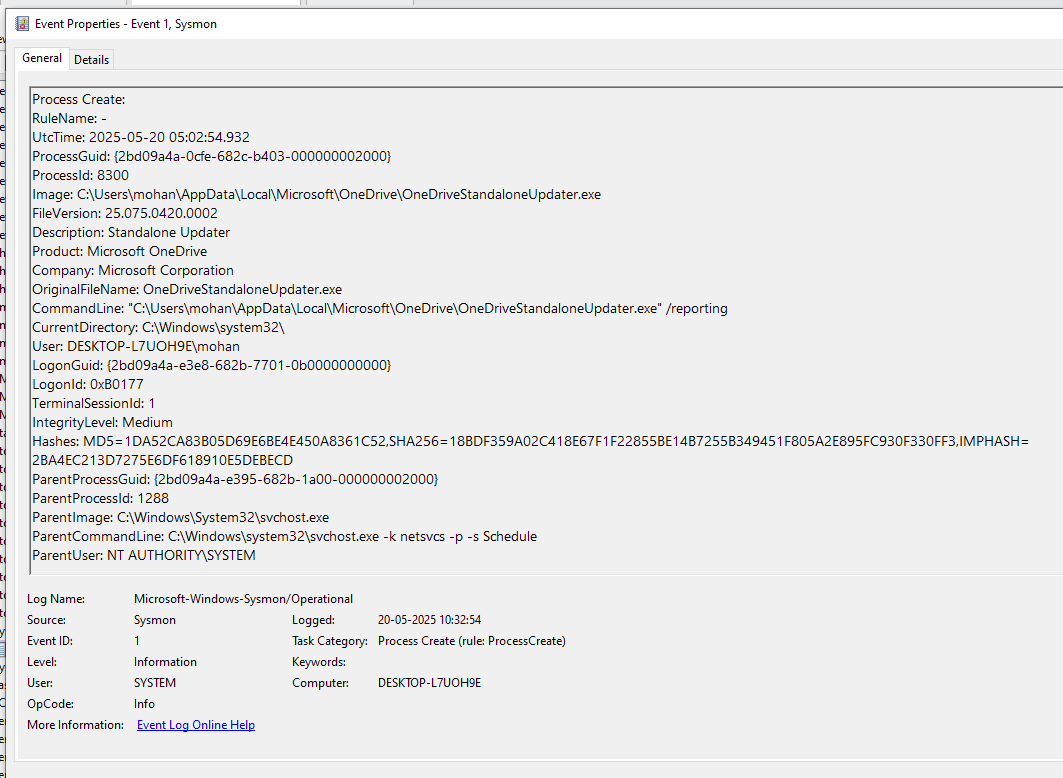 Event Properties - Event 1, Sysmon
General Details
Process Create:
RuleName: -
UtcTime: 2025-05-20 05:02:54.932
ProcessGuid: {2bd09a4a-0cfe-682c-b403-000000002000}
ProcessId: 8300
Image: C:\Users\mohan\AppData\Local\Microsoft\OneDrive\OneDriveStandaloneUpdater.exe
FileVersion: 25.075.0420.0002
Description: Standalone Updater
Product: Microsoft OneDrive
Company: Microsoft Corporation
OriginalFileName: OneDriveStandaloneUpdater.exe
CommandLine: "C:\Users\mohan\AppData\Local\Microsoft\OneDrive\OneDriveStandaloneUpdater.exe" /reporting
CurrentDirectory: C:\Windows\system32\
User: DESKTOP-L7UOH9E\mohan
LogonGuid: {2bd09a4a-e3e8-682b-7701-0b0000000000}
LogonId: 0xB0177
TerminalSessionId: 1
IntegrityLevel: Medium
Hashes: MD5=1DA52CA83B05D69E6BE4E450A8361C52,SHA256=18BDF359A02C418E67F1F22855BE14B7255B349451F805A2E895FC930F330FF3,IMPHASH=
2BA4EC213D7275E6DF618910E5DEBECD
ParentProcessGuid: {2bd09a4a-e395-682b-1a00-000000002000}
ParentProcessId: 1288
ParentImage: C:\Windows\System32\svchost.exe
ParentCommandLine: C:\Windows\system32\svchost.exe -k netsvcs -p -s Schedule
ParentUser: NT AUTHORITY\SYSTEM
Log Name: Microsoft-Windows-Sysmon/Operational
Source: Sysmon Logged: 20-05-2025 10:32:54
Event ID: 1 Task Category: Process Create (rule: ProcessCreate)
Level: Information Keywords:
User: SYSTEM Computer: DESKTOP-L7UOH9E
OpCode: Info
More Information: Event Log Online Help